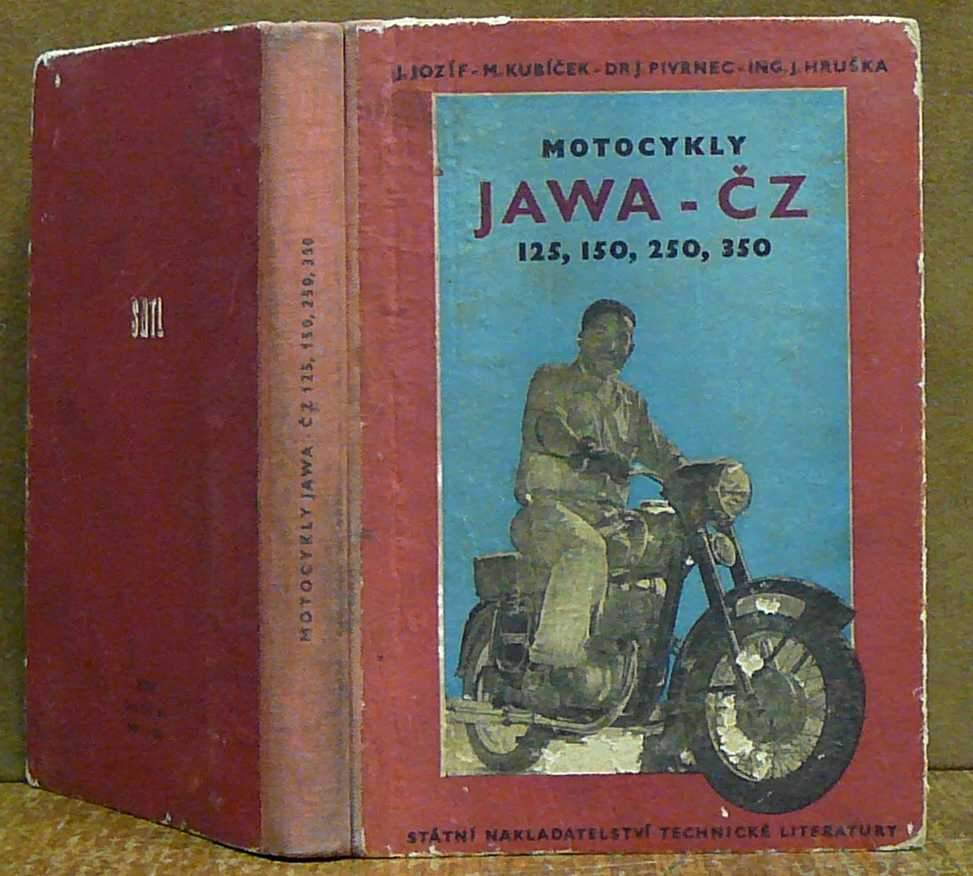 J. JOZÍF - M. KUBÍČEK - DR J. PIVRNEC - ING. J. HRUŠKA
MOTOCYKLY
JAWA - ČZ
125, 150, 250, 350
STÁTNÍ NAKLADATELSTVÍ TECHNICKÉ LITERATURY
MOTOCYKLY JAWA - ČZ 125, 150, 250, 350
SNTL